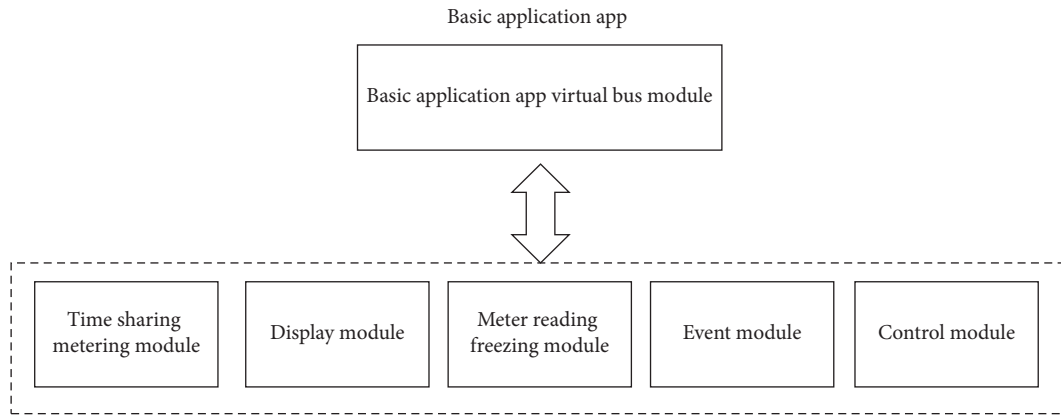 Basic application app
Basic application app virtual bus module
Time sharing
metering module
Display module
Meter reading
freezing module
Event module
Control module